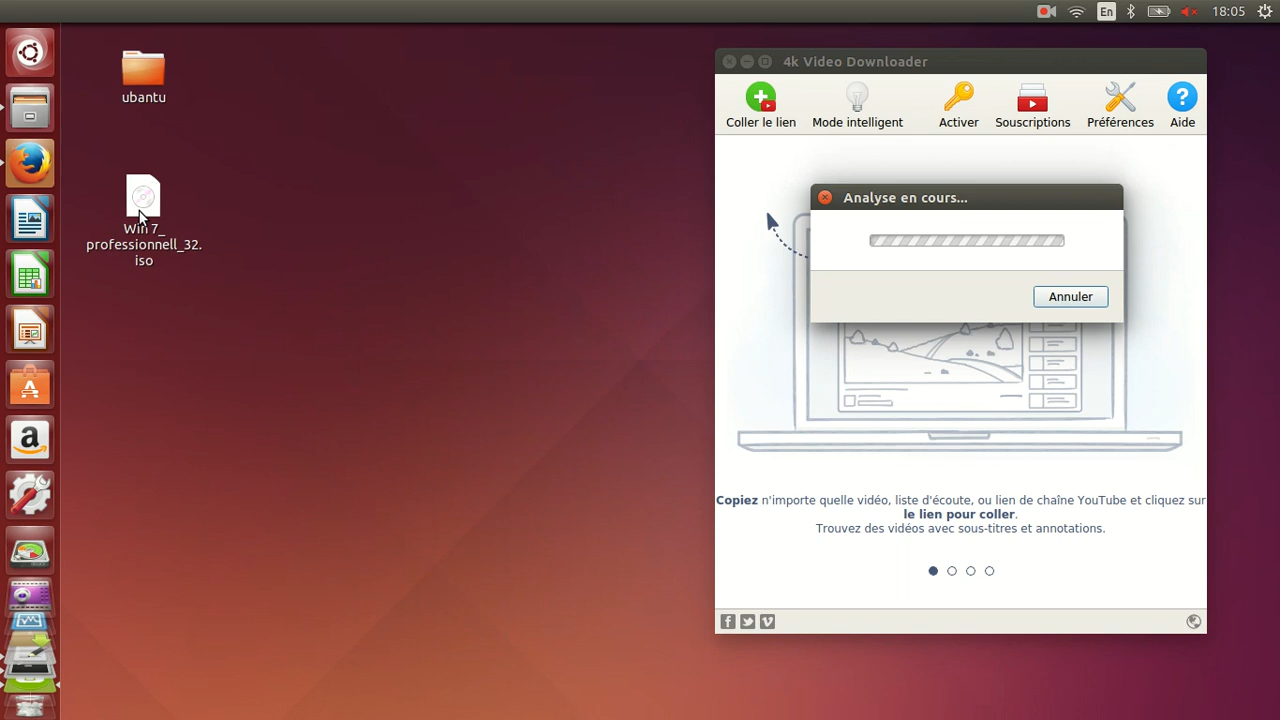 En
18:05
ubantu
Win 7_
professionnell_32.
iso
4k Video Downloader
Coller le lien
Mode intelligent
Activer
Souscriptions
Préférences
Aide
Analyse en cours...
Annuler
Copiez n'importe quelle vidéo, liste d'écoute, ou lien de chaîne YouTube et cliquez sur
le lien pour coller.
Trouvez des vidéos avec sous-titres et annotations.